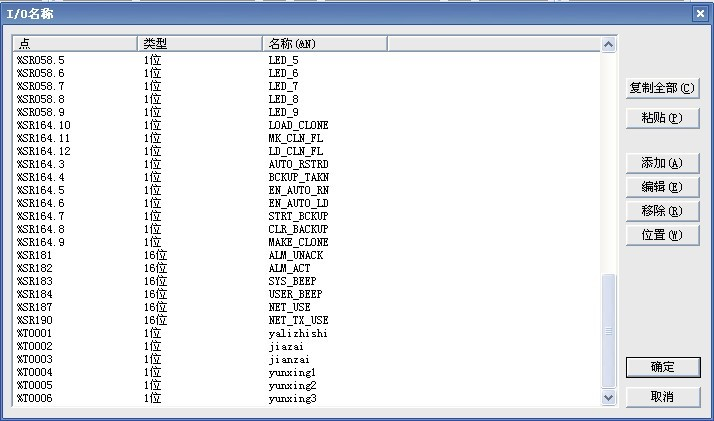 I/O名称
点 类型 名称(&N)
%SR058.5 1位 LED_5
%SR058.6 1位 LED_6
%SR058.7 1位 LED_7
%SR058.8 1位 LED_8
%SR058.9 1位 LED_9
%SR164.10 1位 LOAD_CLONE
%SR164.11 1位 MK_CLN_FL
%SR164.12 1位 LD_CLN_FL
%SR164.3 1位 AUTO_RSTRD
%SR164.4 1位 BCKUP_TAKN
%SR164.5 1位 EN_AUTO_RN
%SR164.6 1位 EN_AUTO_LD
%SR164.7 1位 STRT_BCKUP
%SR164.8 1位 CLR_BACKUP
%SR164.9 1位 MAKE_CLONE
%SR181 16位 ALM_UNACK
%SR182 16位 ALM_ACT
%SR183 16位 SYS_BEEP
%SR184 16位 USER_BEEP
%SR187 16位 NET_USE
%SR190 16位 NET_TX_USE
%T0001 1位 yalizhishi
%T0002 1位 jiazai
%T0003 1位 jianzai
%T0004 1位 yunxing1
%T0005 1位 yunxing2
%T0006 1位 yunxing3
复制全部(C)
粘贴(P)
添加(A)
编辑(E)
移除(R)
位置(W)
确定
取消